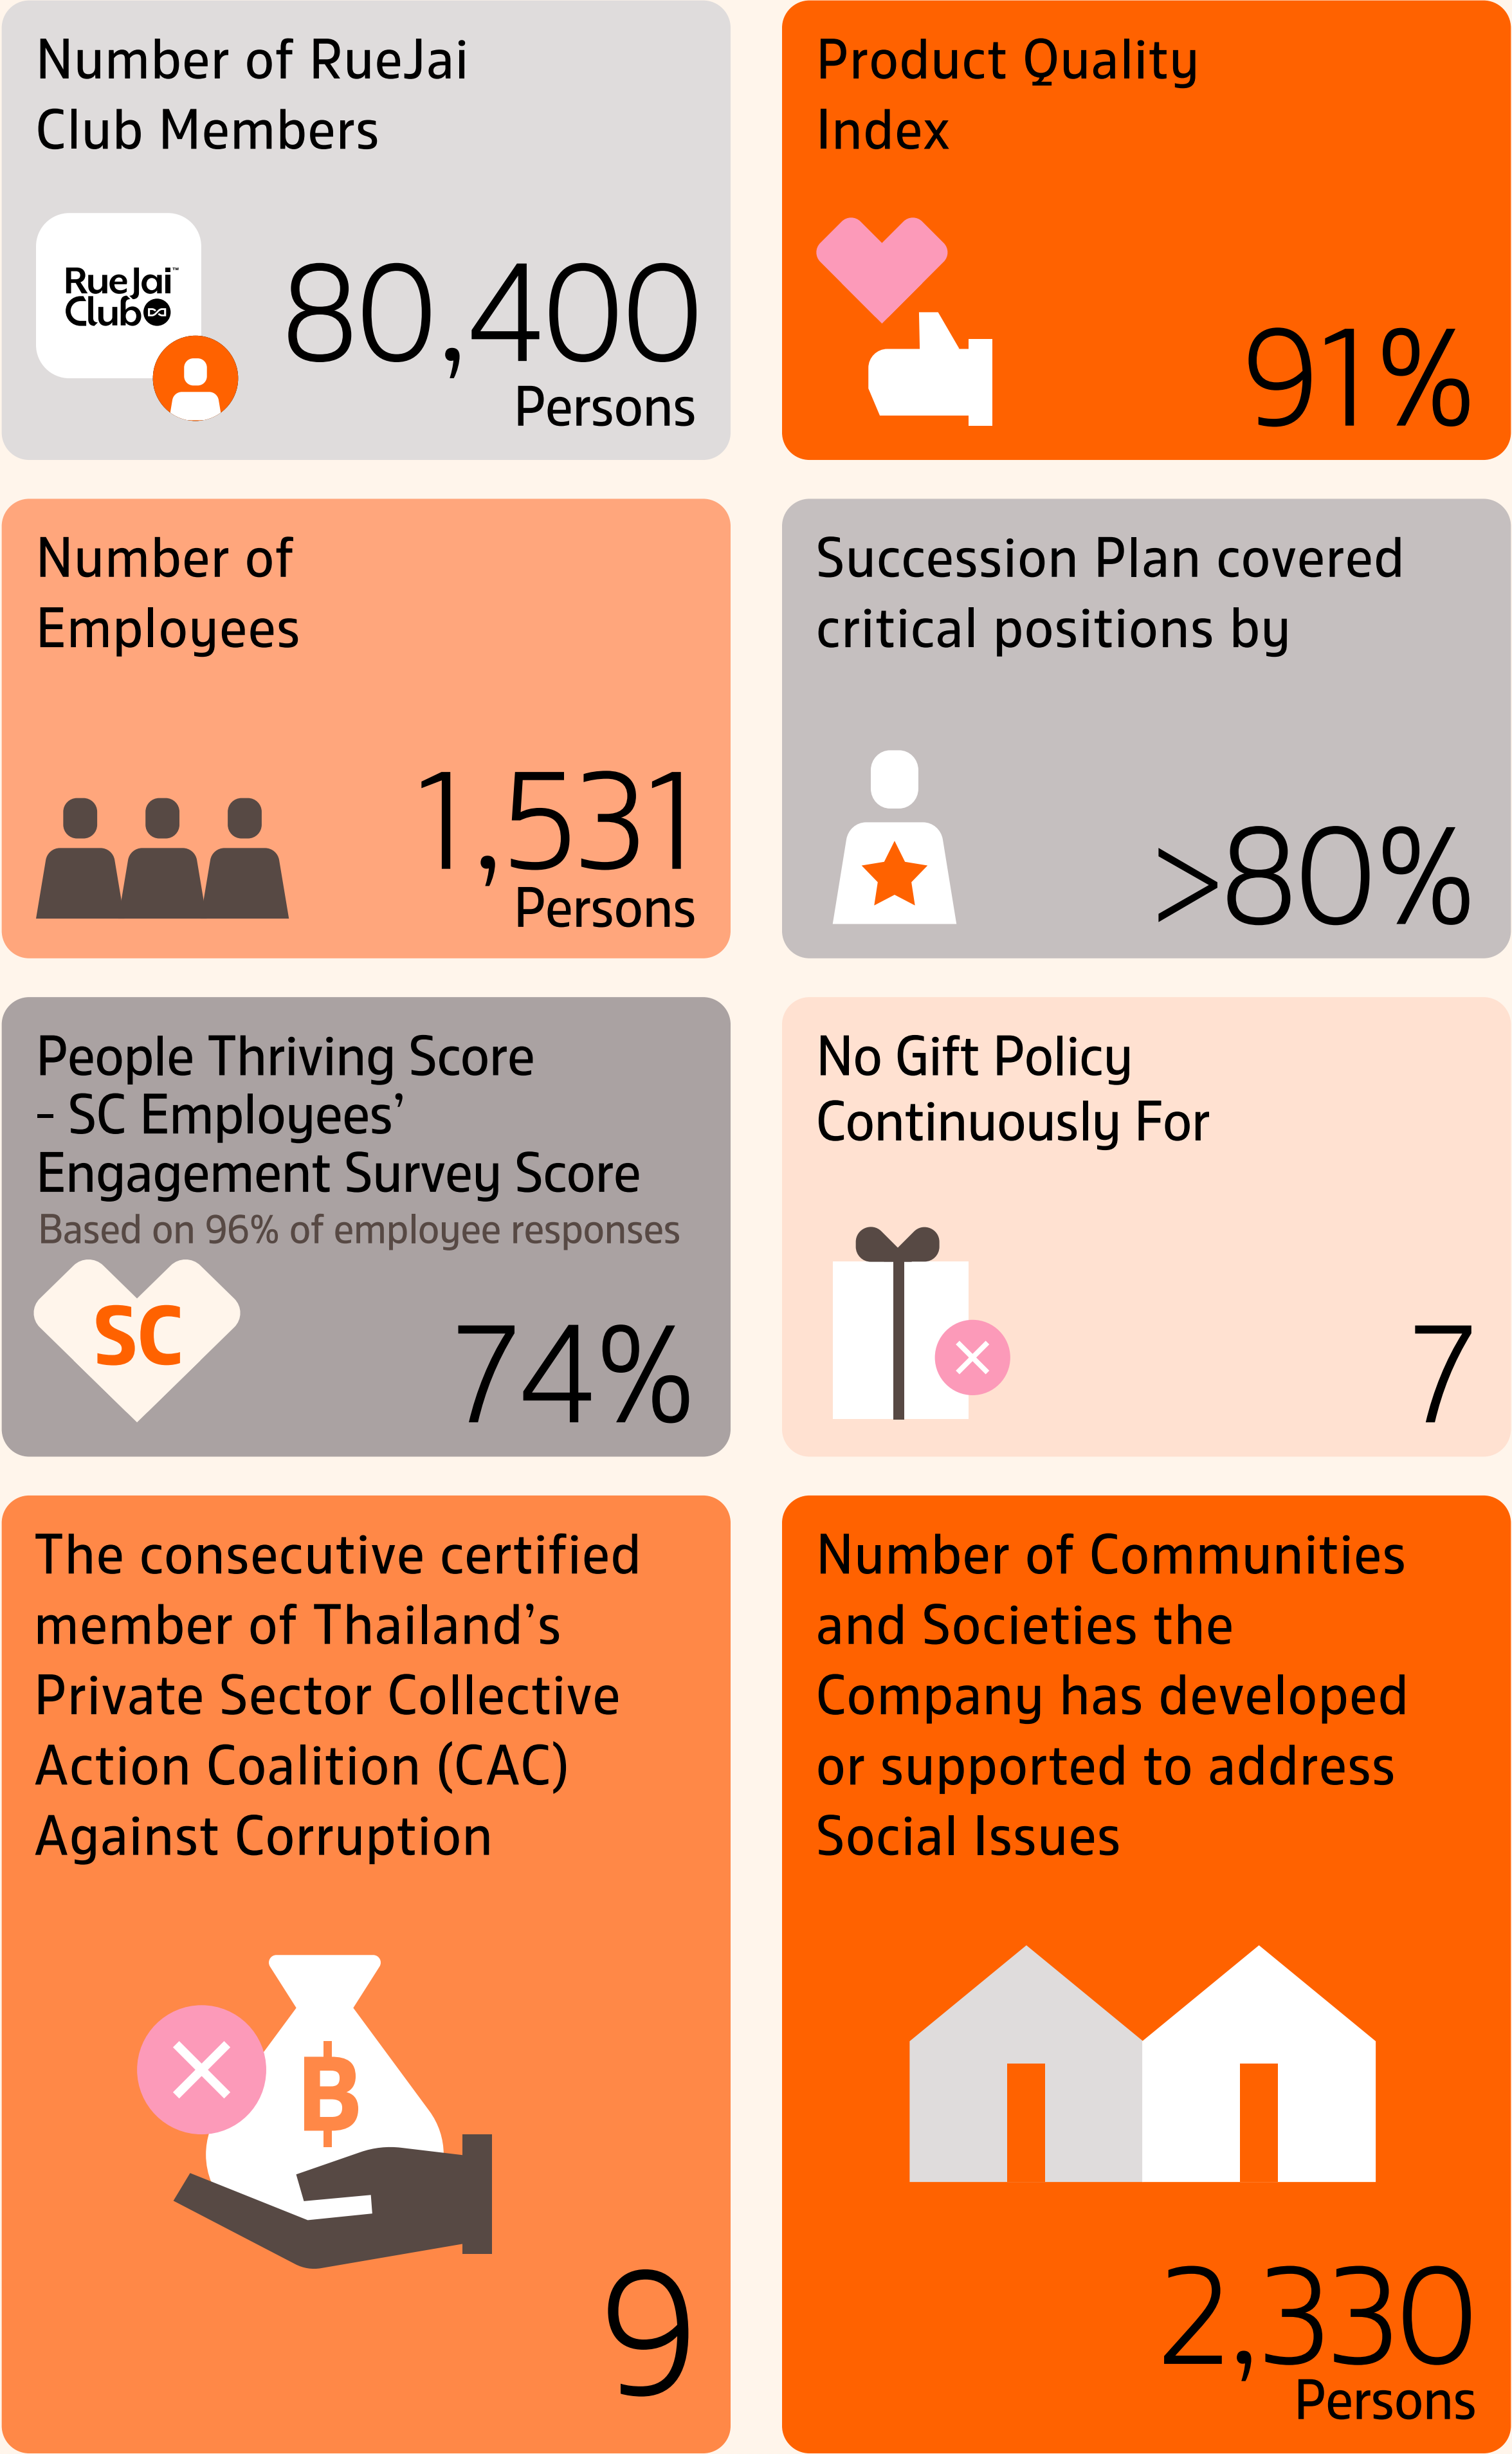 Number of RueJai
Club Members
RueJai™
Club
80,400
Persons
Product Quality
Index
91%
Number of
Employees
1,531
Persons
Succession Plan covered
critical positions by
>80%
People Thriving Score
- SC Employees’
Engagement Survey Score
Based on 96% of employee responses
SC
74%
No Gift Policy
Continuously For
7
The consecutive certified
member of Thailand’s
Private Sector Collective
Action Coalition (CAC)
Against Corruption
฿
9
Number of Communities
and Societies the
Company has developed
or supported to address
Social Issues
2,330
Persons